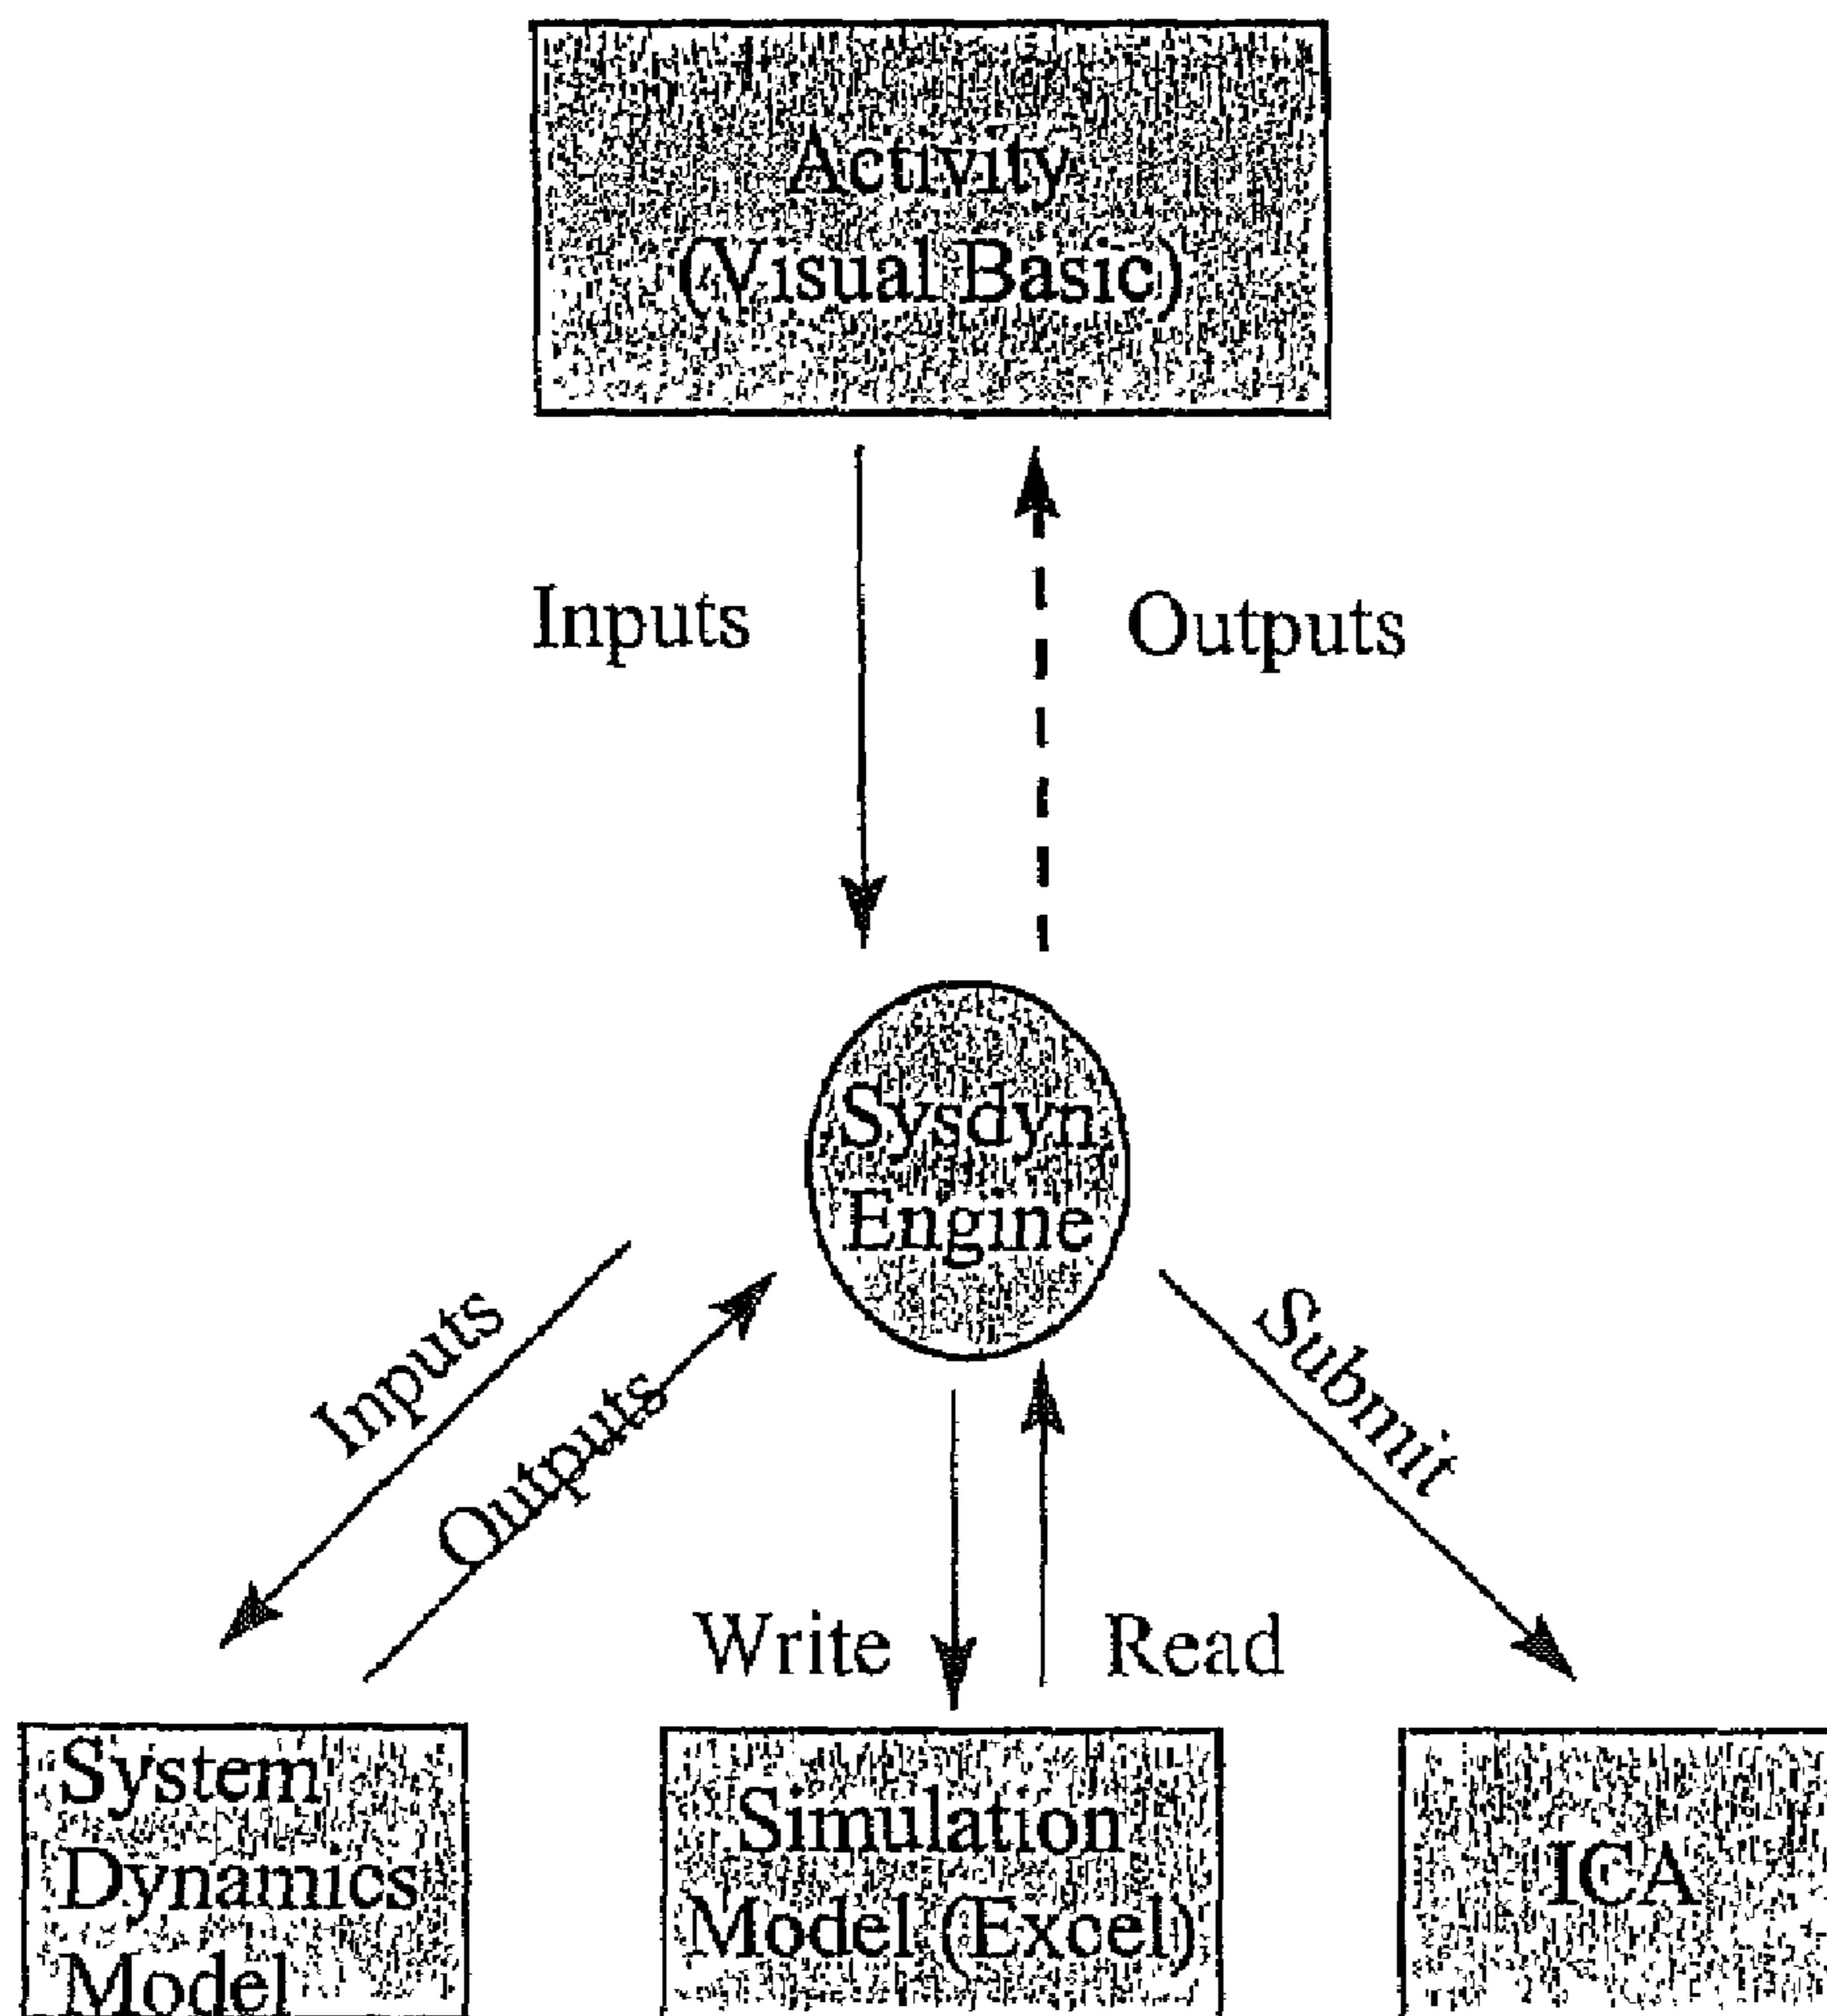 Activity
(Visual Basic)
Inputs
Outputs
Sysdyn
Engine
Inputs
Outputs
Submit
Write
Read
System
Dynamics
Model
Simulation
Model (Excel)
ICA